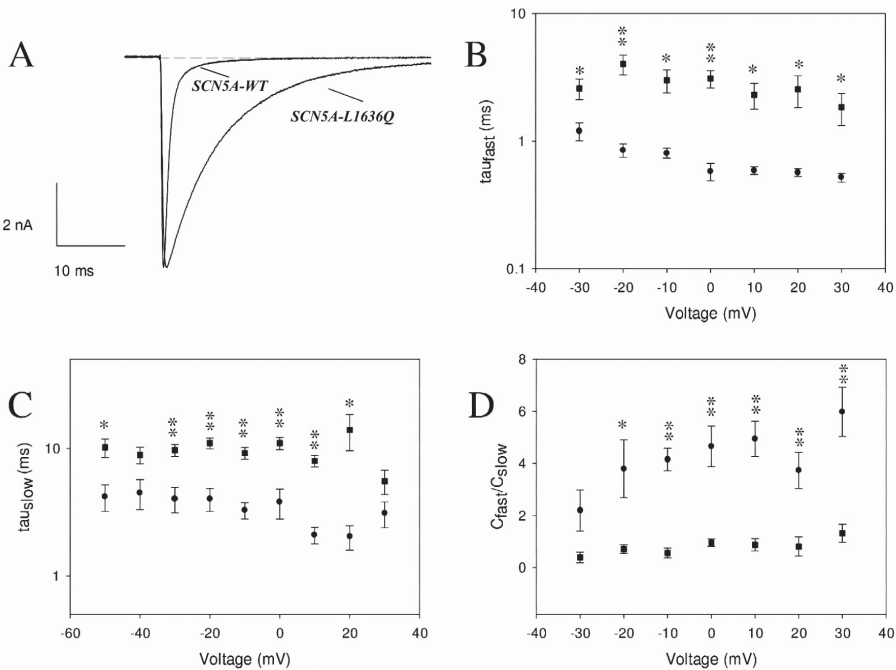 A
SCN5A-WT
SCN5A-L1636Q
2 nA
10 ms
B
10
1
0.1
taufast (ms)
* ** * ** * * *
-40 -30 -20 -10 0 10 20 30 40
Voltage (mV)
C
10
1
tauslow (ms)
* ** ** ** ** ** *
-60 -40 -20 0 20 40
Voltage (mV)
D
8
6
4
2
0
Cfast/Cslow
* ** ** ** ** **
-40 -30 -20 -10 0 10 20 30 40
Voltage (mV)